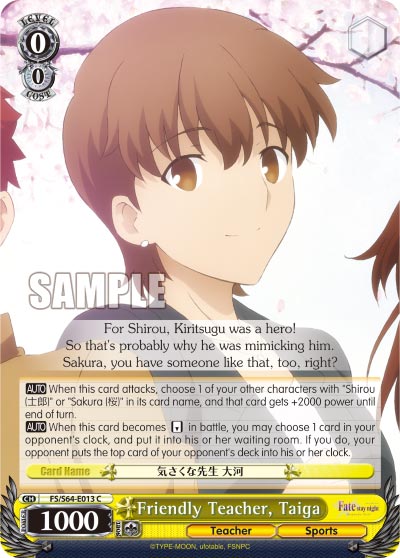 LEVEL
0
0
COST
SAMPLE
For Shirou, Kiritsugu was a hero!
So that's probably why he was mimicking him.
Sakura, you have someone like that, too, right?
AUTO When this card attacks, choose 1 of your other characters with "Shirou
(士郎)" or "Sakura (桜)" in its card name, and that card gets +2000 power until
end of turn.
AUTO When this card becomes in battle, you may choose 1 card in your
opponent's clock, and put it into his or her waiting room. If you do, your
opponent puts the top card of your opponent's deck into his or her clock.
Card Name 気さくな先生 大河
CH FS/S64-E013 C
Friendly Teacher, Taiga
POWER 1000
SOUL
Fate/stay night
Teacher Sports
©TYPE-MOON, ufotable, FSNPC